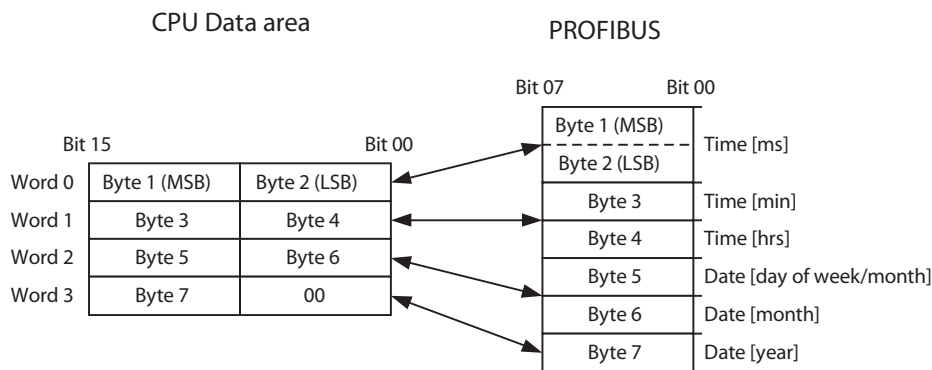 CPU Data area
PROFIBUS
Bit 07 Bit 00
Byte 1 (MSB)
Time [ms]
Byte 2 (LSB)
Bit 15 Bit 00
Word 0 Byte 1 (MSB) Byte 2 (LSB)
Word 1 Byte 3 Byte 4
Word 2 Byte 5 Byte 6
Word 3 Byte 7 00
Byte 3 Time [min]
Byte 4 Time [hrs]
Byte 5 Date [day of week/month]
Byte 6 Date [month]
Byte 7 Date [year]